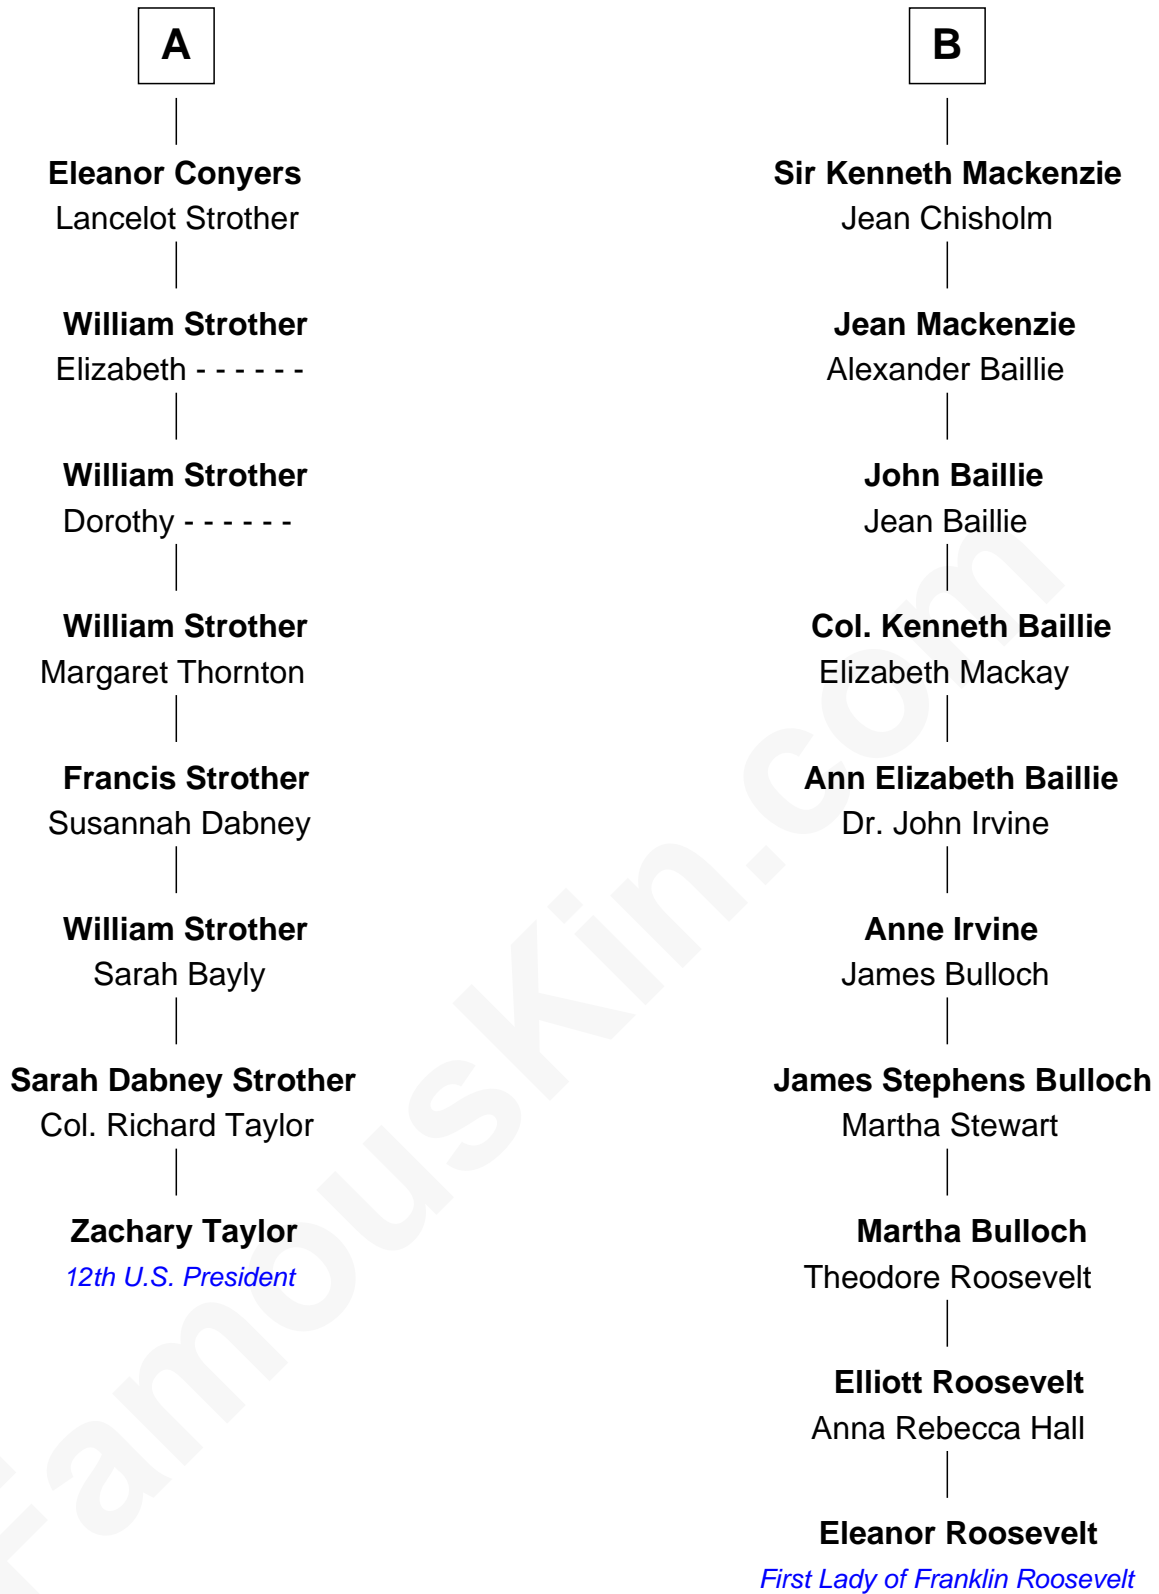 A
Eleanor Conyers
Lancelot Strother
William Strother
Elizabeth - - - - - -
William Strother
Dorothy - - - - - -
William Strother
Margaret Thornton
Francis Strother
Susannah Dabney
William Strother
Sarah Bayly
Sarah Dabney Strother
Col. Richard Taylor
Zachary Taylor
12th U.S. President
B
Sir Kenneth Mackenzie
Jean Chisholm
Jean Mackenzie
Alexander Baillie
John Baillie
Jean Baillie
Col. Kenneth Baillie
Elizabeth Mackay
Ann Elizabeth Baillie
Dr. John Irvine
Anne Irvine
James Bulloch
James Stephens Bulloch
Martha Stewart
Martha Bulloch
Theodore Roosevelt
Elliott Roosevelt
Anna Rebecca Hall
Eleanor Roosevelt
First Lady of Franklin Roosevelt
FamousKin.com